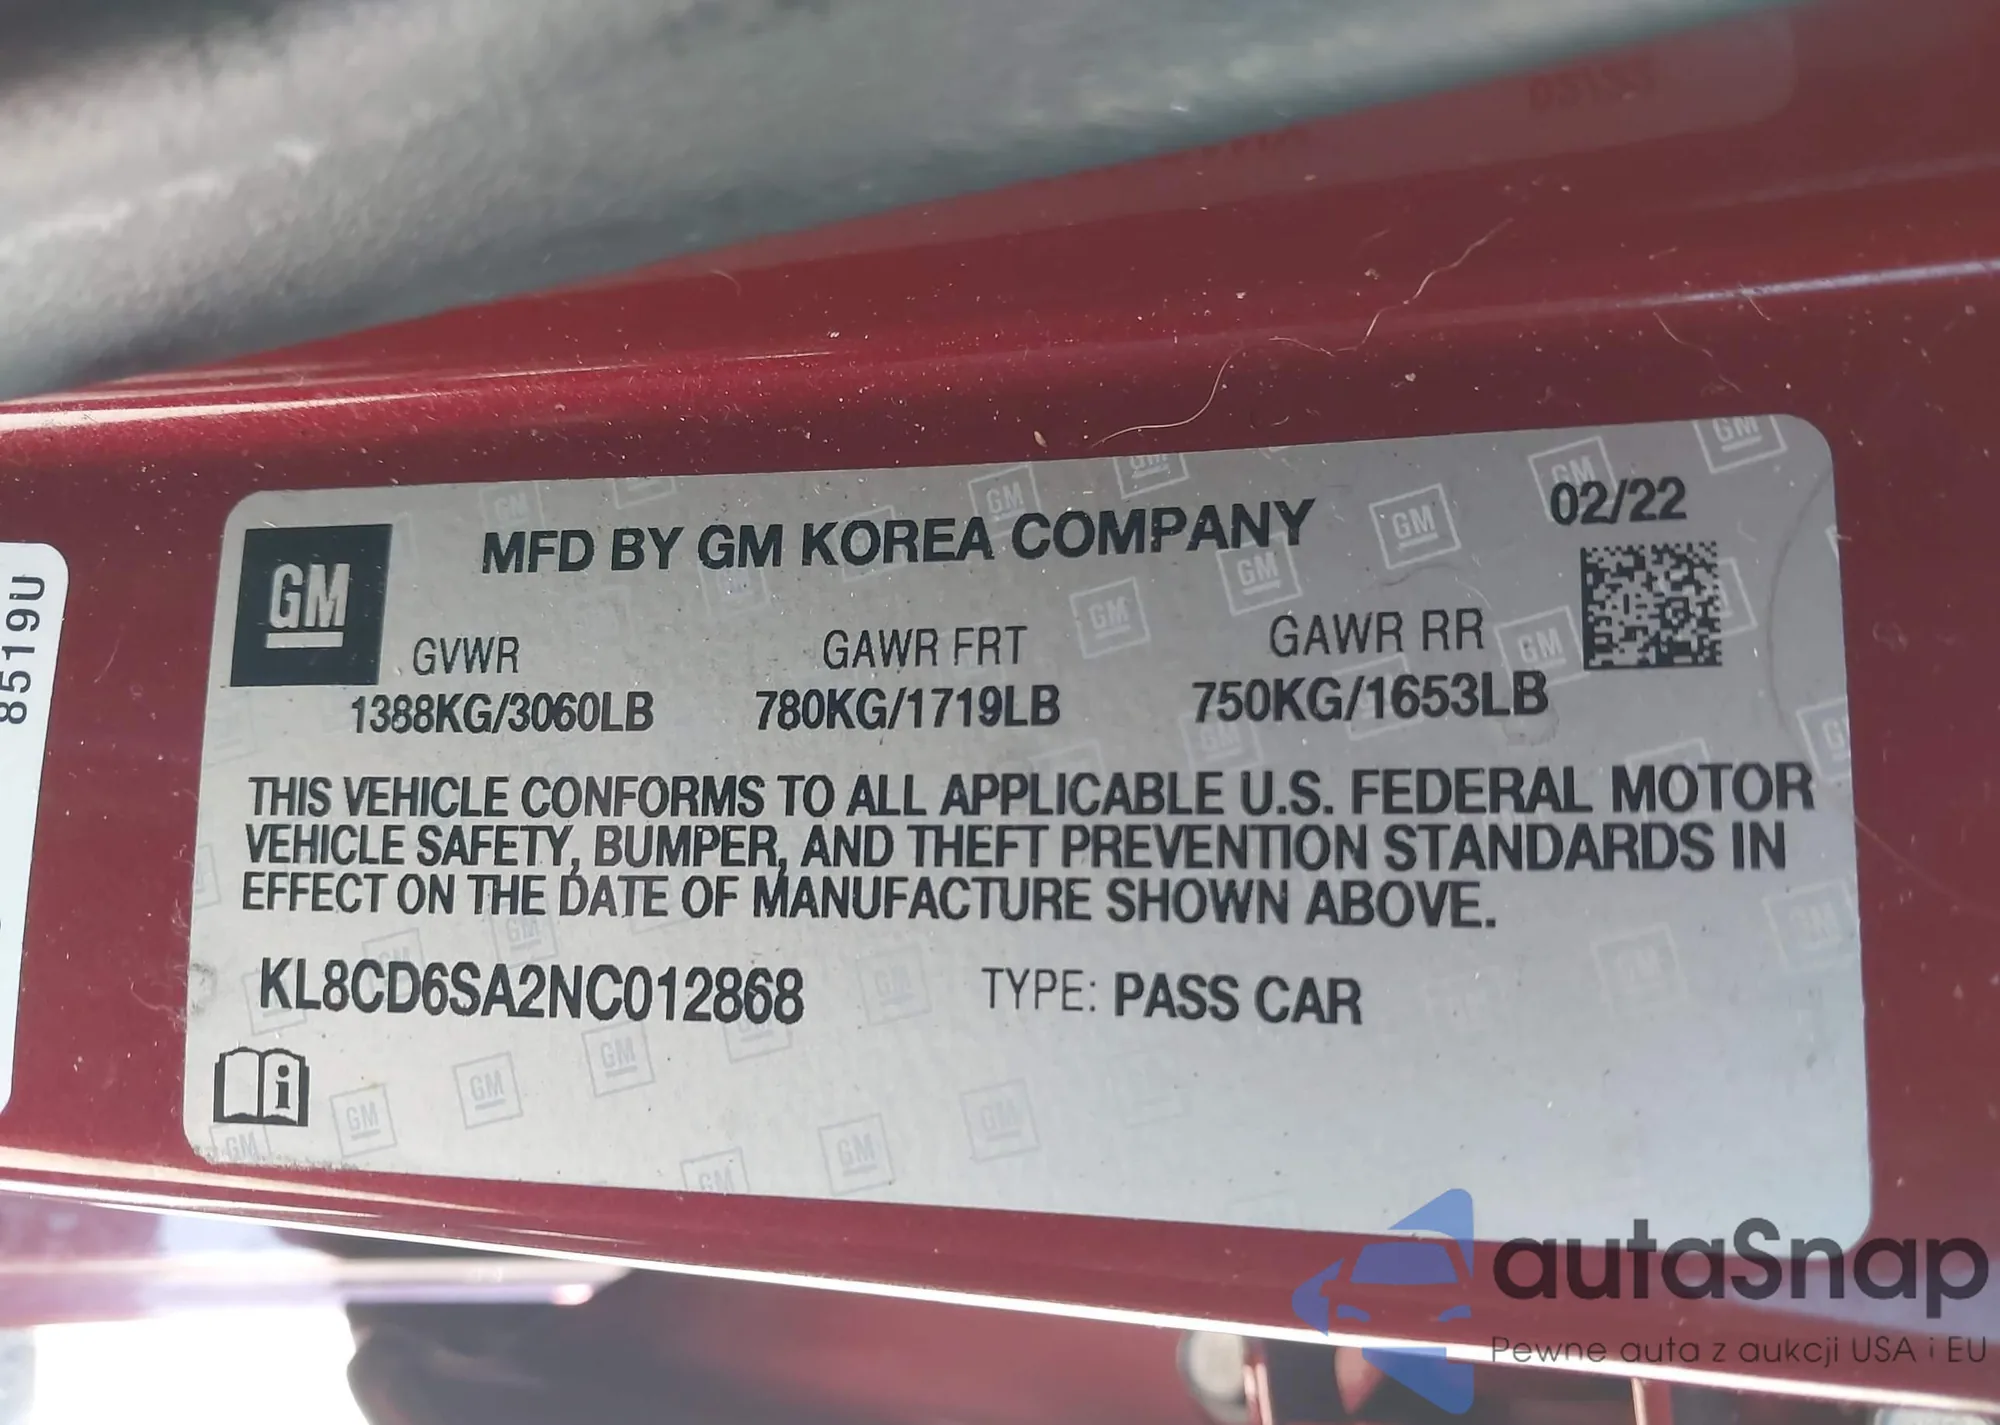 02/22
MFD BY GM KOREA COMPANY
GM
GVWR GAWR FRT GAWR RR
1388KG/3060LB 780KG/1719LB 750KG/1653LB
THIS VEHICLE CONFORMS TO ALL APPLICABLE U.S. FEDERAL MOTOR
VEHICLE SAFETY, BUMPER, AND THEFT PREVENTION STANDARDS IN
EFFECT ON THE DATE OF MANUFACTURE SHOWN ABOVE.
KL8CD6SA2NC012868 TYPE: PASS CAR
i
8519U
autaSnap
Pewne auta z aukcji USA i EU